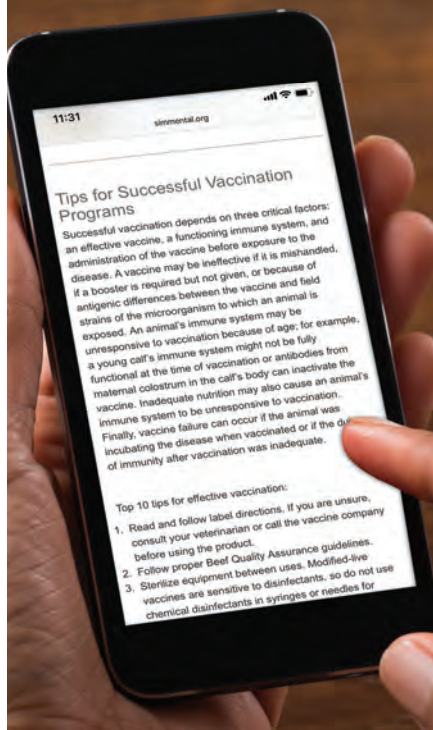 11:31
simmental.org
Tips for Successful Vaccination
Programs
Successful vaccination depends on three critical factors:
an effective vaccine, a functioning immune system, and
administration of the vaccine before exposure to the
disease. A vaccine may be ineffective if it is mishandled,
if a booster is required but not given, or because of
antigenic differences between the vaccine and field
strains of the microorganism to which an animal is
exposed. An animal's immune system may be
unresponsive to vaccination because of age; for example,
a young calf's immune system might not be fully
functional at the time of vaccination or antibodies from
maternal colostrum in the calf's body can inactivate the
vaccine. Inadequate nutrition may also cause an animal's
immune system to be unresponsive to vaccination.
Finally, vaccine failure can occur if the animal was
incubating the disease when vaccinated or if the
of immunity after vaccination was inadequate.
Top 10 tips for effective vaccination:
1. Read and follow label directions. If you are unsure,
consult your veterinarian or call the vaccine company
before using the product.
2. Follow proper Beef Quality Assurance guidelines.
3. Sterilize equipment between uses. Modified-live
vaccines are sensitive to disinfectants, so do not use
chemical disinfectants in syringes or needles for